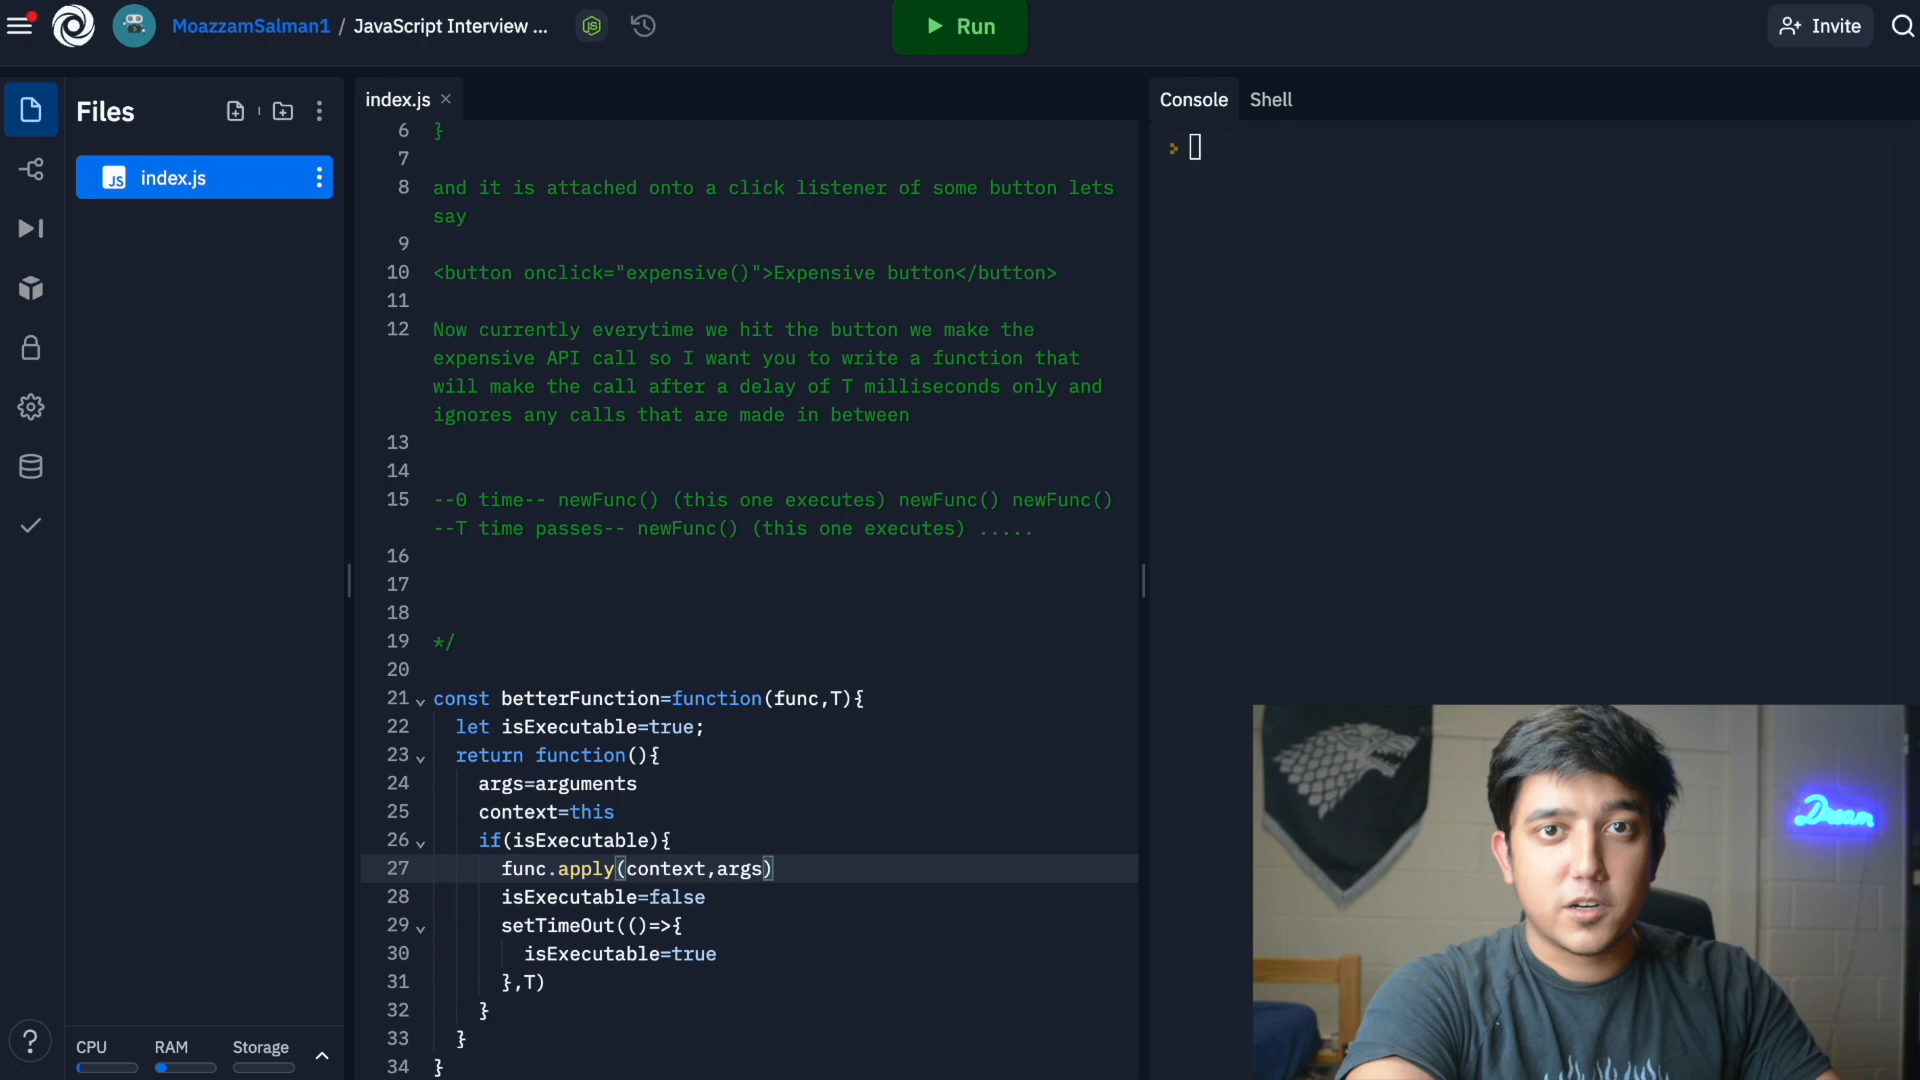 MoazzamSalman1 / JavaScript Interview ...
Run
Invite
Files
index.js
index.js
Console
Shell
6 }
7
8 and it is attached onto a click listener of some button lets
say
9
10 <button onclick="expensive()">Expensive button</button>
11
12 Now currently everytime we hit the button we make the
expensive API call so I want you to write a function that
will make the call after a delay of T milliseconds only and
ignores any calls that are made in between
13
14
15 --0 time-- newFunc() (this one executes) newFunc() newFunc()
--T time passes-- newFunc() (this one executes) .....
16
17
18
19 */
20
21 const betterFunction=function(func,T){
22 let isExecutable=true;
23 return function(){
24 args=arguments
25 context=this
26 if(isExecutable){
27 func.apply(context,args)
28 isExecutable=false
29 setTimeOut(()=>{
30 isExecutable=true
31 },T)
32 }
33 }
34 }
CPU
RAM
Storage
JS
JS
?
Dream